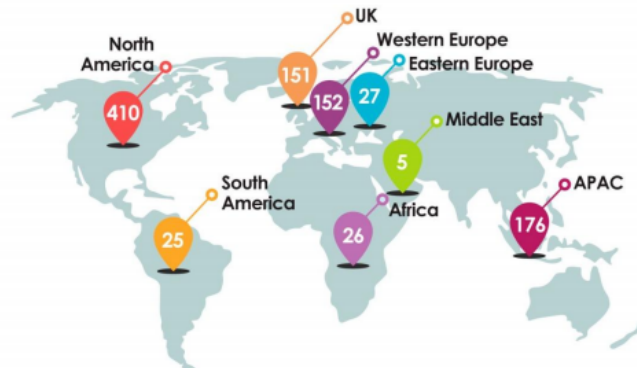 UK
North
America
Western Europe
Eastern Europe
151
152
27
410
Middle East
5
South
America
Africa
APAC
25
26
176